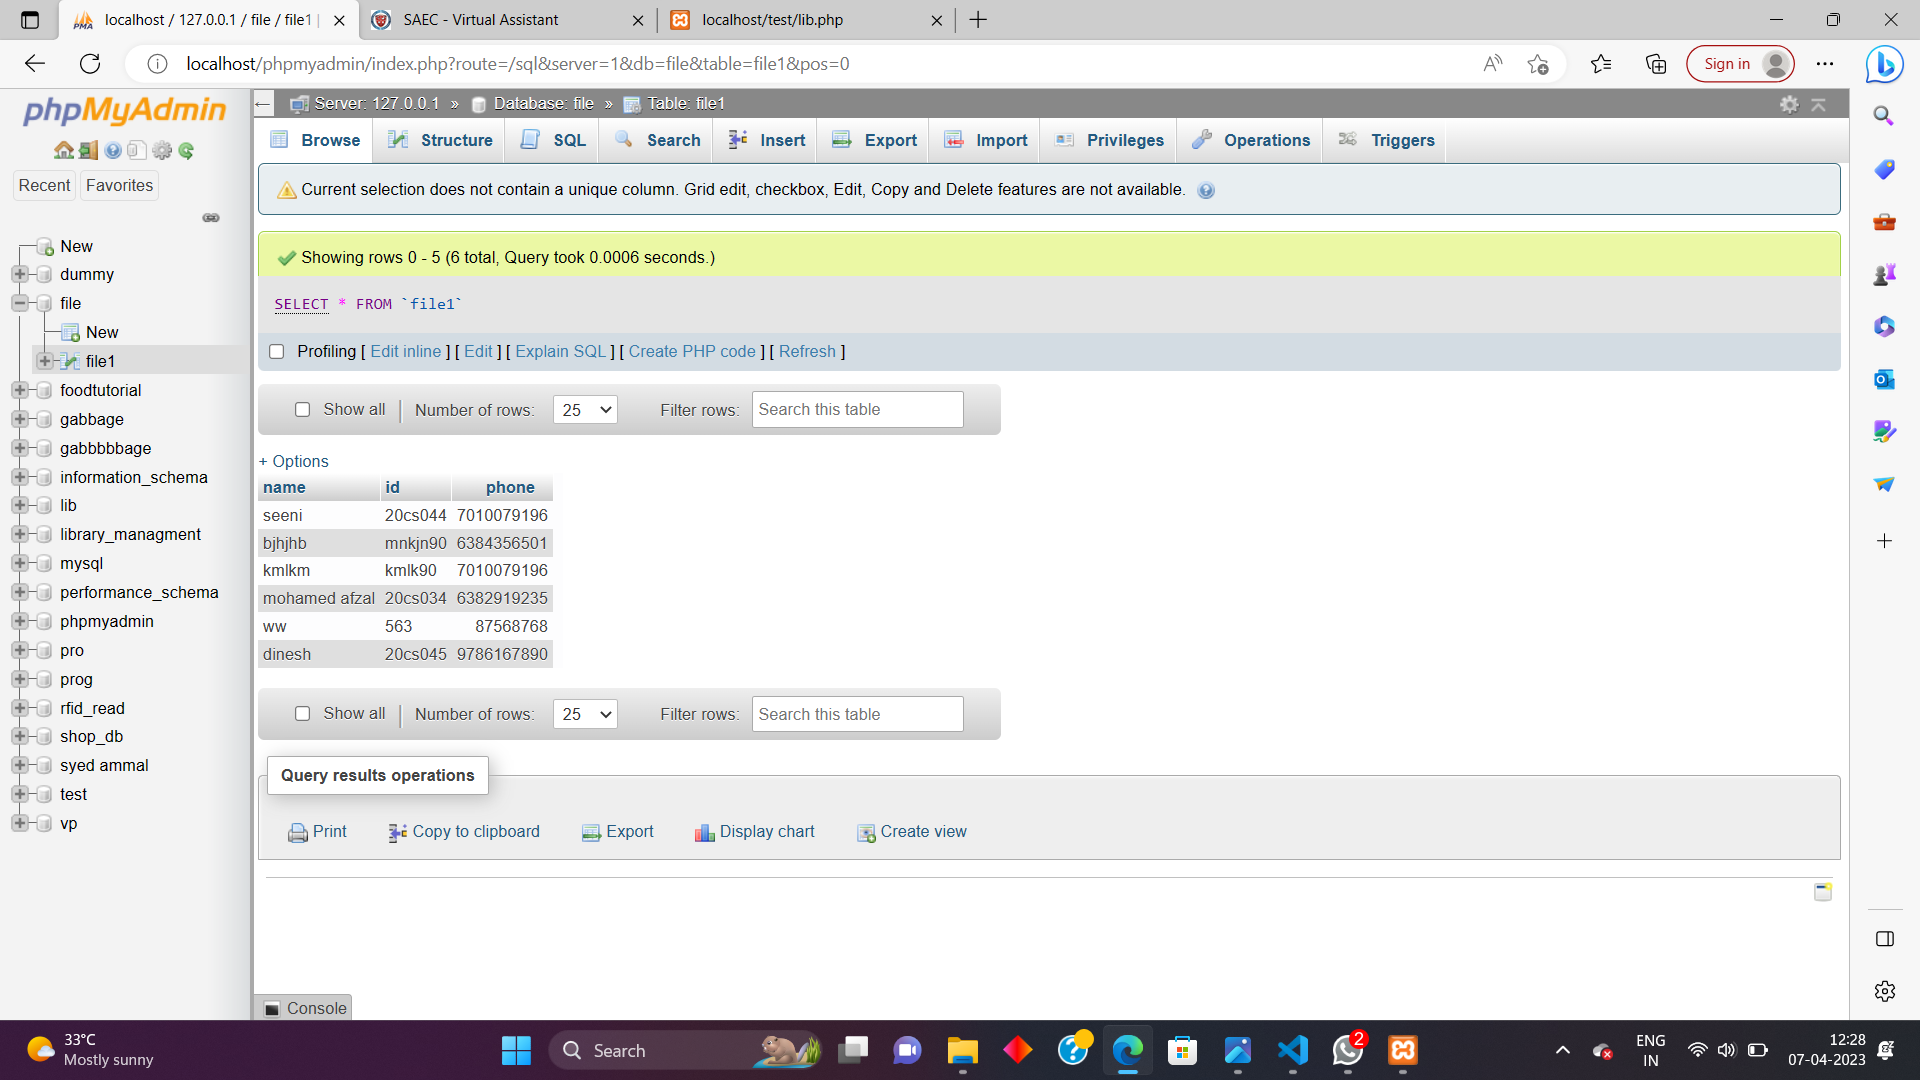 localhost / 127.0.0.1 / file / file1 |
SAEC - Virtual Assistant
localhost/test/lib.php
localhost/phpmyadmin/index.php?route=/sql&server=1&db=file&table=file1&pos=0
Sign in
phpMyAdmin
Recent
Favorites
New
dummy
file
New
file1
foodtutorial
gabbage
gabbbbbage
information_schema
lib
library_managment
mysql
performance_schema
phpmyadmin
pro
prog
rfid_read
shop_db
syed ammal
test
vp
Server: 127.0.0.1 » Database: file » Table: file1
Browse Structure SQL Search Insert Export Import Privileges Operations Triggers
Current selection does not contain a unique column. Grid edit, checkbox, Edit, Copy and Delete features are not available.
Showing rows 0 - 5 (6 total, Query took 0.0006 seconds.)
SELECT * FROM `file1`
Profiling [ Edit inline ] [ Edit ] [ Explain SQL ] [ Create PHP code ] [ Refresh ]
Show all | Number of rows: 25 Filter rows: Search this table
+ Options
name id phone
seeni 20cs044 7010079196
bjhjhb mnkjn90 6384356501
kmlkm kmlk90 7010079196
mohamed afzal 20cs034 6382919235
ww 563 87568768
dinesh 20cs045 9786167890
Show all | Number of rows: 25 Filter rows: Search this table
Query results operations
Print Copy to clipboard Export Display chart Create view
Console
33°C
Mostly sunny
Search
2
ENG
IN
12:28
07-04-2023